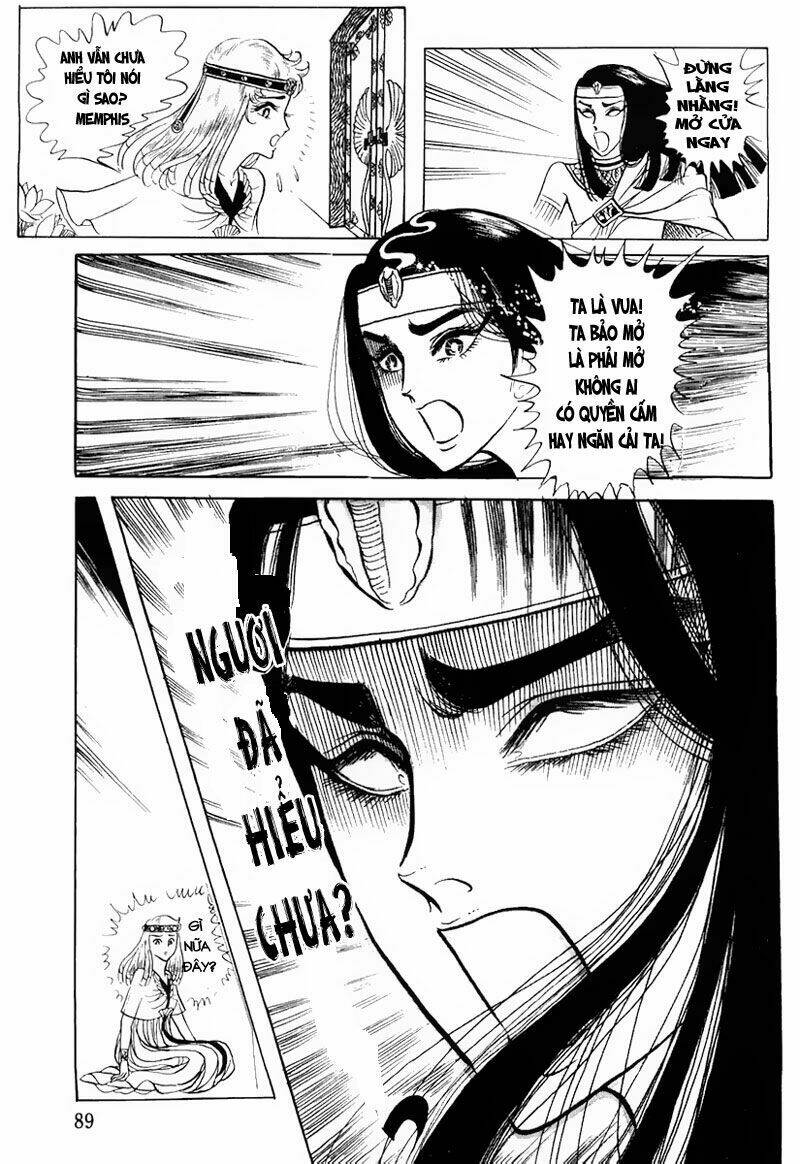 ANH VẪN CHƯA
HIỂU TÔI NÓI
GÌ SAO?
MEMPHIS
ĐỪNG
LẰNG
NHẰNG!
MỞ CỬA
NGAY
TA LÀ VUA!
TA BẢO MỞ
LÀ PHẢI MỞ
KHÔNG AI
CÓ QUYỀN CẤM
HAY NGĂN CẢI TA!
NGƯƠI
ĐÃ
HIỂU
CHƯA?
GÌ
NỮA
ĐÂY?
89